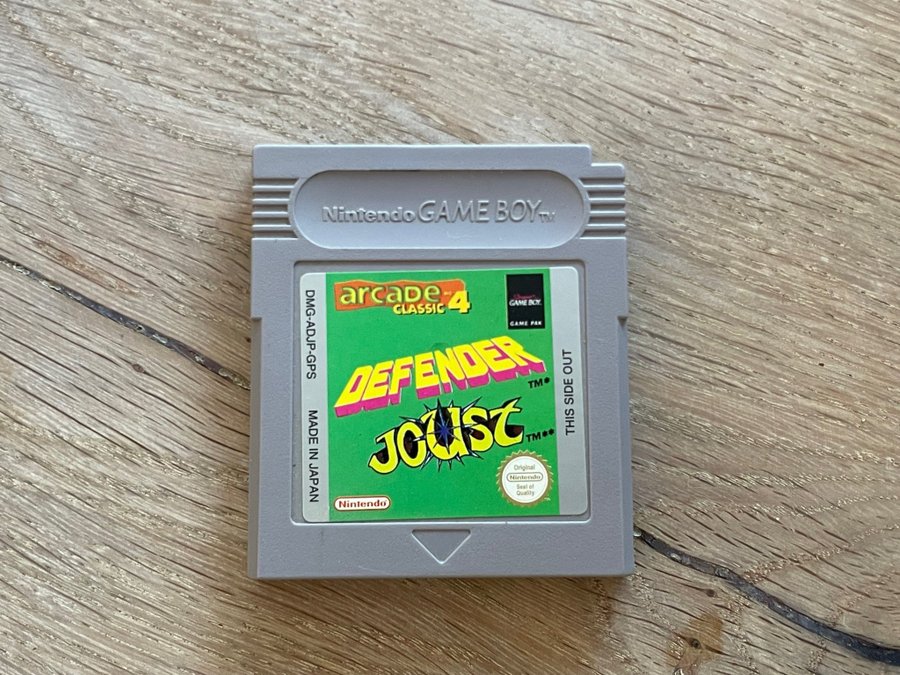 Nintendo GAME BOY TM
DMG-ADJP-GPS MADE IN JAPAN
arcade
CLASSIC NO. 4
GAME BOY.
GAME PAK
DEFENDER TM*
JOUST TM**
Original
Nintendo
Seal of
Quality
Nintendo
THIS SIDE OUT